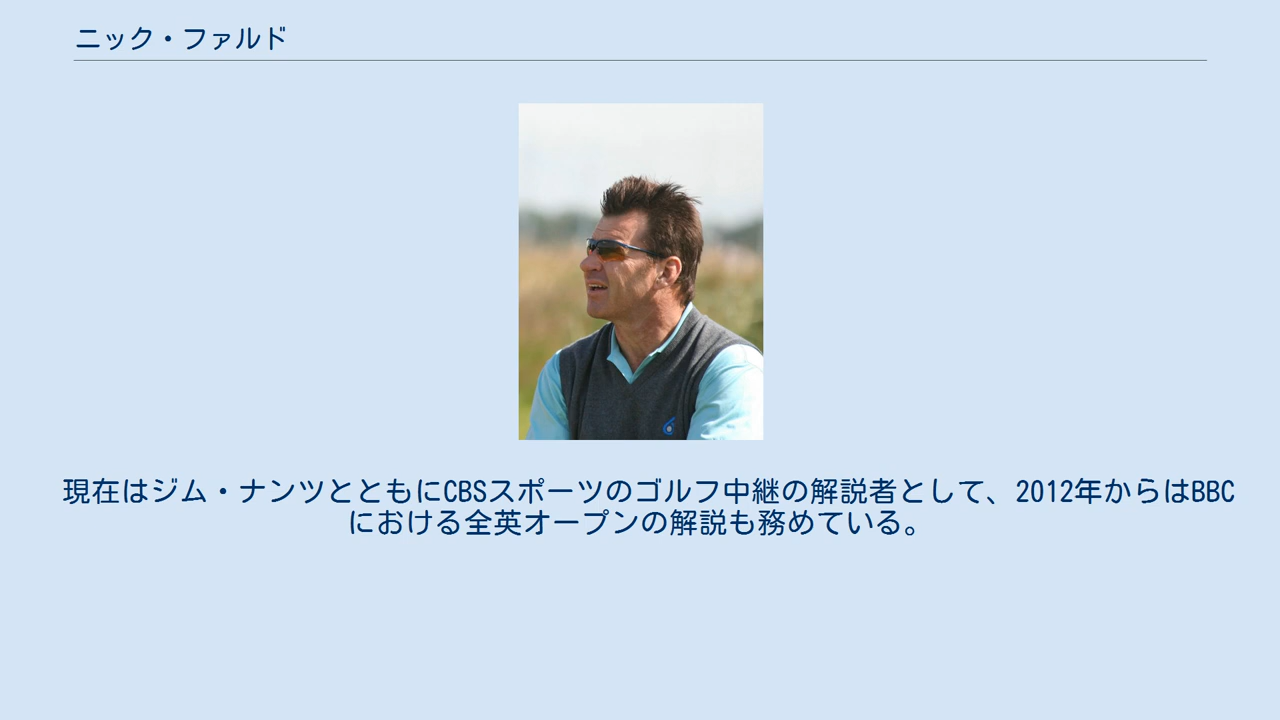 ニック・ファルド
現在はジム・ナンツとともにCBSスポーツのゴルフ中継の解説者として、2012年からはBBC
における全英オープンの解説も務めている。